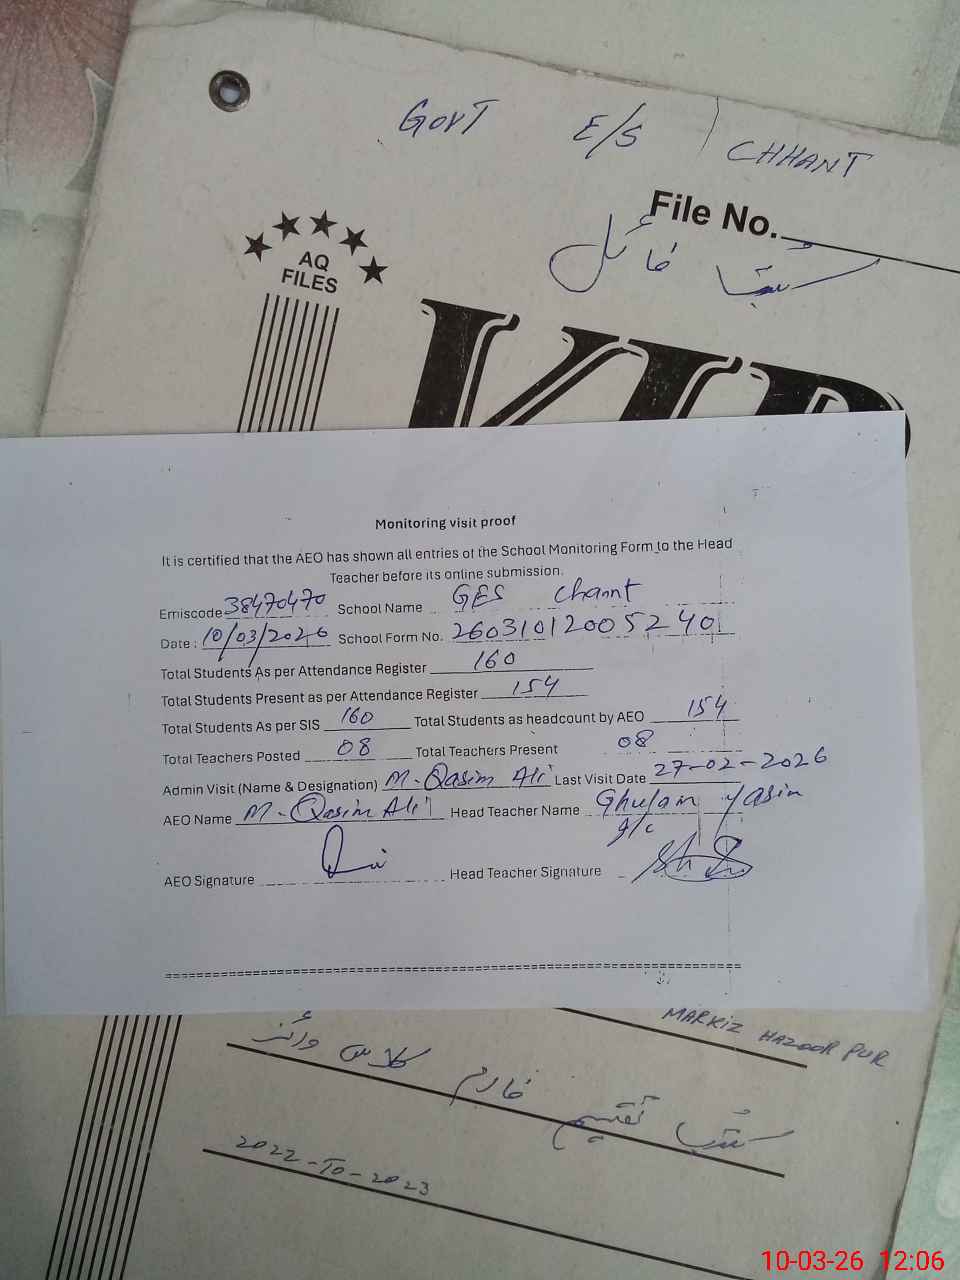 GOVT E/S CHHANT
File No.
کتب فائل
AQ
FILES
VIP
Monitoring visit proof
It is certified that the AEO has shown all entries of the School Monitoring Form to the Head
Teacher before its online submission.
Emiscode 38470470 School Name GES Channt
Date: 10/03/2026 School Form No. 260310120052240
Total Students As per Attendance Register 160
Total Students Present as per Attendance Register 154
Total Students As per SIS 160 Total Students as headcount by AEO 154
Total Teachers Posted 08 Total Teachers Present 08
Admin Visit (Name & Designation) M. Qasim Ali Last Visit Date 27-02-2026
AEO Name M. Qasim Ali Head Teacher Name Ghulam Yasin
I/C
AEO Signature Head Teacher Signature
MARKIZ HAZOOR PUR
کتب تقسیم فارم کلاس وائز
2022-TO-2023
10-03-26 12:06